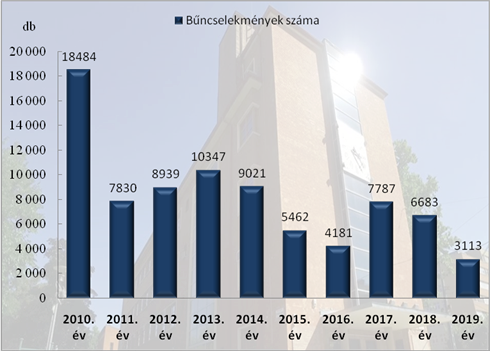 Bűncselekmények száma
db
20 000
18 000
16 000
14 000
12 000
10 000
8 000
6 000
4 000
2 000
0
18484
7830
8939
10347
9021
5462
4181
7787
6683
3113
2010. év
2011. év
2012. év
2013. év
2014. év
2015. év
2016. év
2017. év
2018. év
2019. év